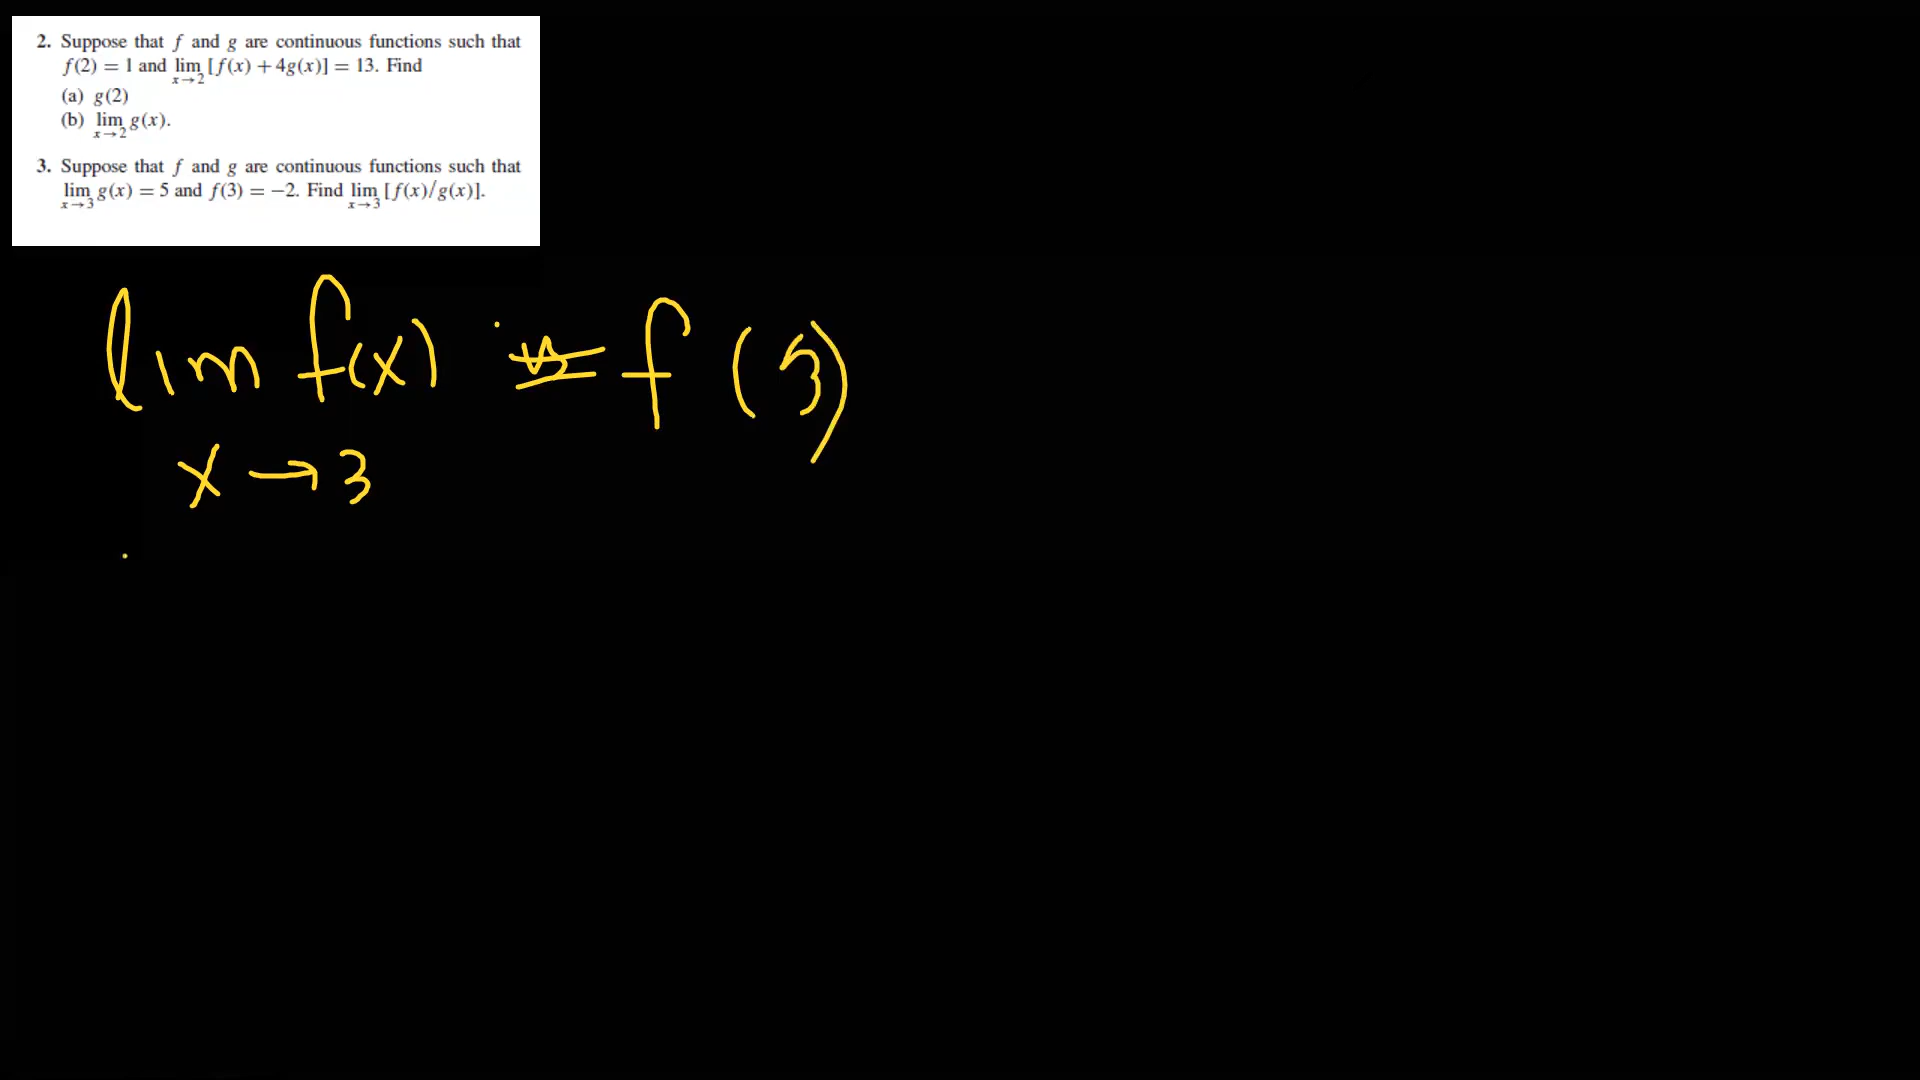 2. Suppose that f and g are continuous functions such that
f(2) = 1 and lim x→2 [f(x) + 4g(x)] = 13. Find
(a) g(2)
(b) lim x→2 g(x).
3. Suppose that f and g are continuous functions such that
lim x→3 g(x) = 5 and f(3) = −2. Find lim x→3 [f(x)/g(x)].
lim f(x) = f(3)
x→3